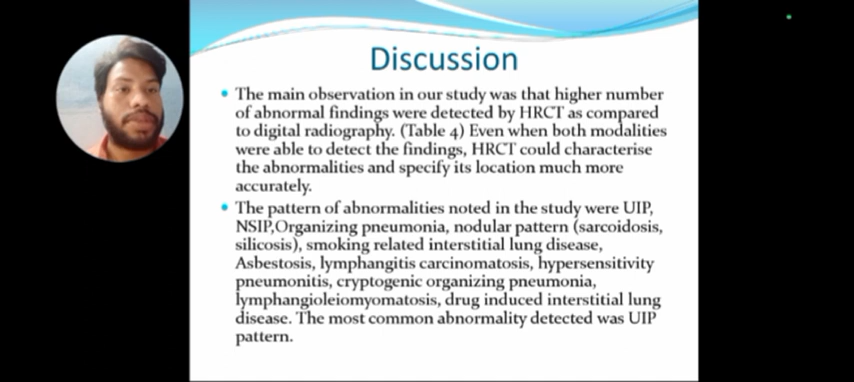 Discussion
The main observation in our study was that higher number
of abnormal findings were detected by HRCT as compared
to digital radiography. (Table 4) Even when both modalities
were able to detect the findings, HRCT could characterise
the abnormalities and specify its location much more
accurately.
The pattern of abnormalities noted in the study were UIP,
NSIP,Organizing pneumonia, nodular pattern (sarcoidosis,
silicosis), smoking related interstitial lung disease,
Asbestosis, lymphangitis carcinomatosis, hypersensitivity
pneumonitis, cryptogenic organizing pneumonia,
lymphangioleiomyomatosis, drug induced interstitial lung
disease. The most common abnormality detected was UIP
pattern.